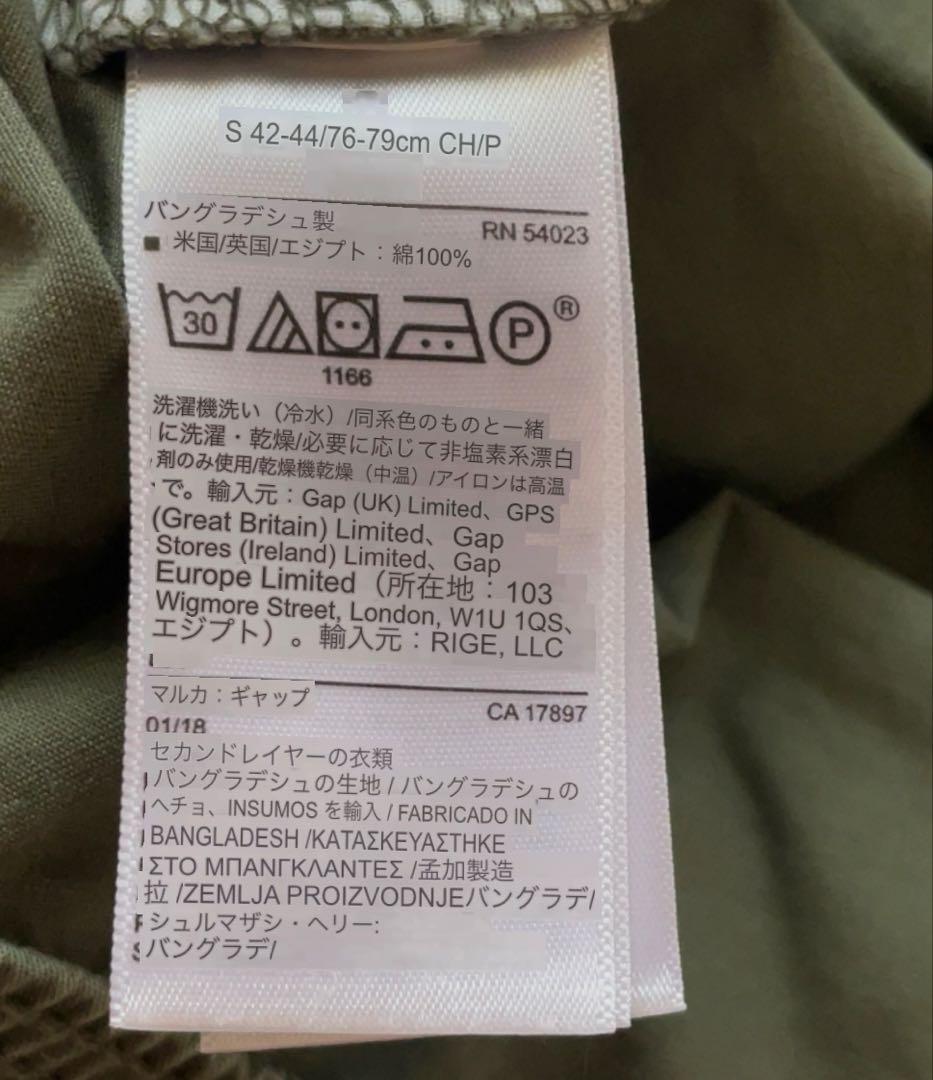 S 42-44/76-79cm CH/P
バングラデシュ製
RN 54023
■ 米国/英国/エジプト：綿100%
30
P®
1166
洗濯機洗い（冷水）/同系色のものと一緒
に洗濯・乾燥/必要に応じて非塩素系漂白
剤のみ使用/乾燥機乾燥（中温）/アイロンは高温
で。輸入元：Gap (UK) Limited、GPS
(Great Britain) Limited、Gap
Stores (Ireland) Limited、Gap
Europe Limited（所在地：103
Wigmore Street, London, W1U 1QS、
エジプト）。輸入元：RIGE, LLC
マルカ：ギャップ
CA 17897
01/18
セカンドレイヤーの衣類
バングラデシュの生地 / バングラデシュの
ヘチョ、INSUMOS を輸入 / FABRICADO IN
BANGLADESH /ΚΑΤΑΣΚΕΥΑΣΤΗΚΕ
ΣΤΟ ΜΠΑΝΓΚΛΑΝΤΕΣ /孟加製造
拉 /ZEMLJA PROIZVODNJEバングラデ/
シュルマザシ・ヘリー:
バングラデ/